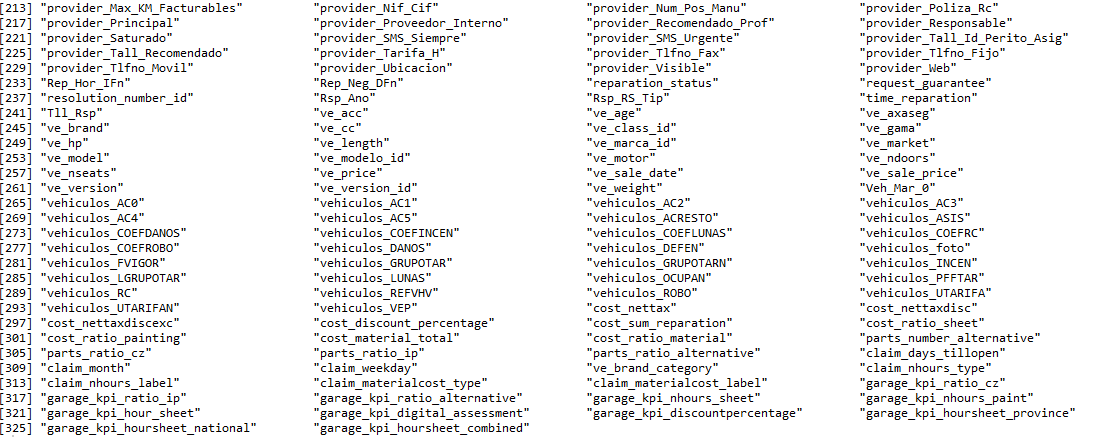 [213] "provider_Max_KM_Facturables" "provider_Nif_Cif" "provider_Num_Pos_Manu" "provider_Poliza_Rc"
[217] "provider_Principal" "provider_Proveedor_Interno" "provider_Recomendado_Prof" "provider_Responsable"
[221] "provider_Saturado" "provider_SMS_Siempre" "provider_SMS_Urgente" "provider_Tall_Id_Perito_Asig"
[225] "provider_Tall_Recomendado" "provider_Tarifa_H" "provider_Tlfno_Fax" "provider_Tlfno_Fijo"
[229] "provider_Tlfno_Movil" "provider_Ubicacion" "provider_Visible" "provider_Web"
[233] "Rep_Hor_IFn" "Rep_Neg_DFn" "reparation_status" "request_guarantee"
[237] "resolution_number_id" "Rsp_Ano" "Rsp_RS_Tip" "time_reparation"
[241] "Tll_Rsp" "ve_acc" "ve_age" "ve_axaseg"
[245] "ve_brand" "ve_cc" "ve_class_id" "ve_gama"
[249] "ve_hp" "ve_length" "ve_marca_id" "ve_market"
[253] "ve_model" "ve_modelo_id" "ve_motor" "ve_ndoors"
[257] "ve_nseats" "ve_price" "ve_sale_date" "ve_sale_price"
[261] "ve_version" "ve_version_id" "ve_weight" "Veh_Mar_0"
[265] "vehiculos_AC0" "vehiculos_AC1" "vehiculos_AC2" "vehiculos_AC3"
[269] "vehiculos_AC4" "vehiculos_AC5" "vehiculos_ACRESTO" "vehiculos_ASIS"
[273] "vehiculos_COEFDANOS" "vehiculos_COEFINCEN" "vehiculos_COEFLUNAS" "vehiculos_COEFRC"
[277] "vehiculos_COEFROBO" "vehiculos_DANOS" "vehiculos_DEFEN" "vehiculos_foto"
[281] "vehiculos_FVIGOR" "vehiculos_GRUPOTAR" "vehiculos_GRUPOTARN" "vehiculos_INCEN"
[285] "vehiculos_LGRUPOTAR" "vehiculos_LUNAS" "vehiculos_OCUPAN" "vehiculos_PFFTAR"
[289] "vehiculos_RC" "vehiculos_REFVHV" "vehiculos_ROBO" "vehiculos_UTARIFA"
[293] "vehiculos_UTARIFAN" "vehiculos_VEP" "cost_nettax" "cost_nettaxdisc"
[297] "cost_nettaxdiscexc" "cost_discount_percentage" "cost_sum_reparation" "cost_ratio_sheet"
[301] "cost_ratio_painting" "cost_material_total" "cost_ratio_material" "parts_number_alternative"
[305] "parts_ratio_cz" "parts_ratio_ip" "parts_ratio_alternative" "claim_days_tillopen"
[309] "claim_month" "claim_weekday" "ve_brand_category" "claim_nhours_type"
[313] "claim_nhours_label" "claim_materialcost_type" "claim_materialcost_label" "garage_kpi_ratio_cz"
[317] "garage_kpi_ratio_ip" "garage_kpi_ratio_alternative" "garage_kpi_nhours_sheet" "garage_kpi_nhours_paint"
[321] "garage_kpi_hour_sheet" "garage_kpi_digital_assessment" "garage_kpi_discountpercentage" "garage_kpi_hoursheet_province"
[325] "garage_kpi_hoursheet_national" "garage_kpi_hoursheet_combined"